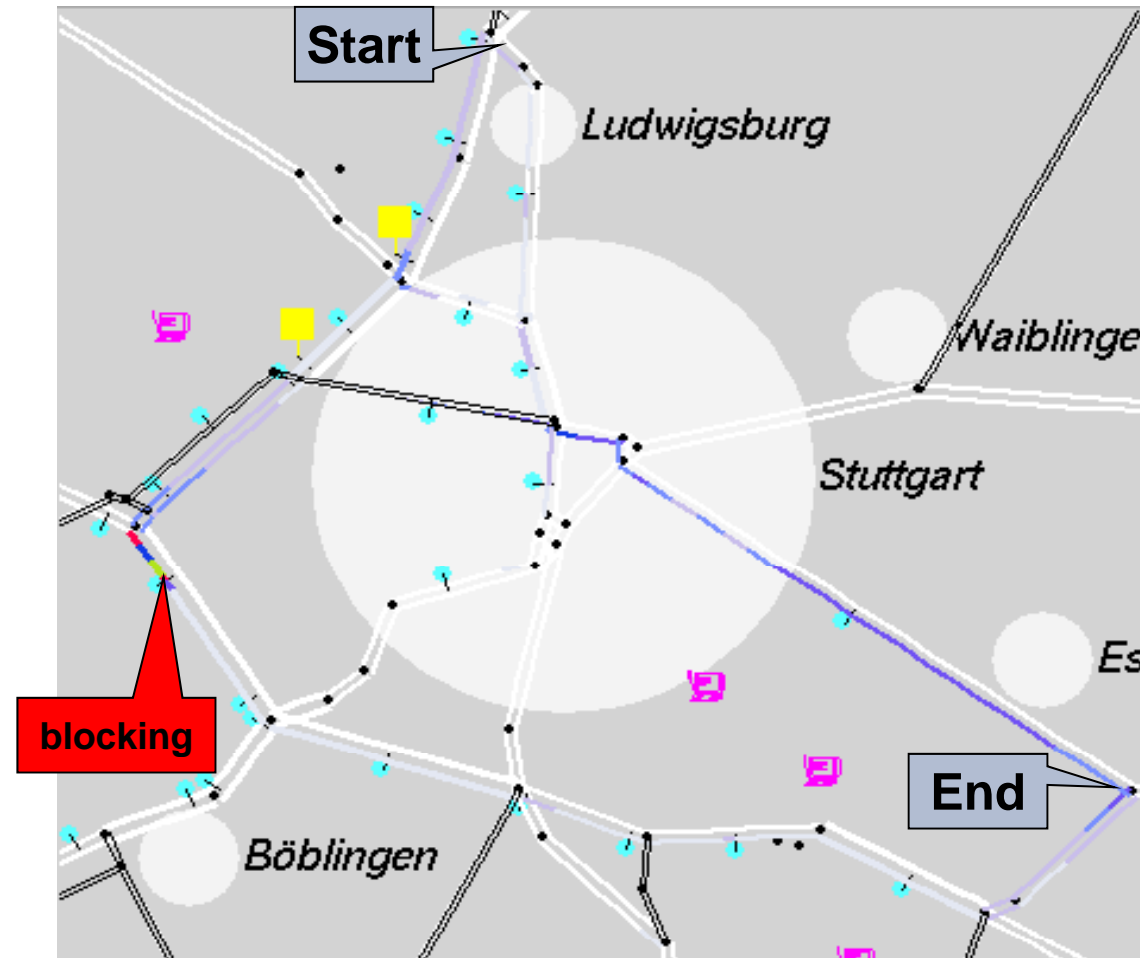 Start
Ludwigsburg
Waiblinge
Stuttgart
Es
blocking
End
Böblingen